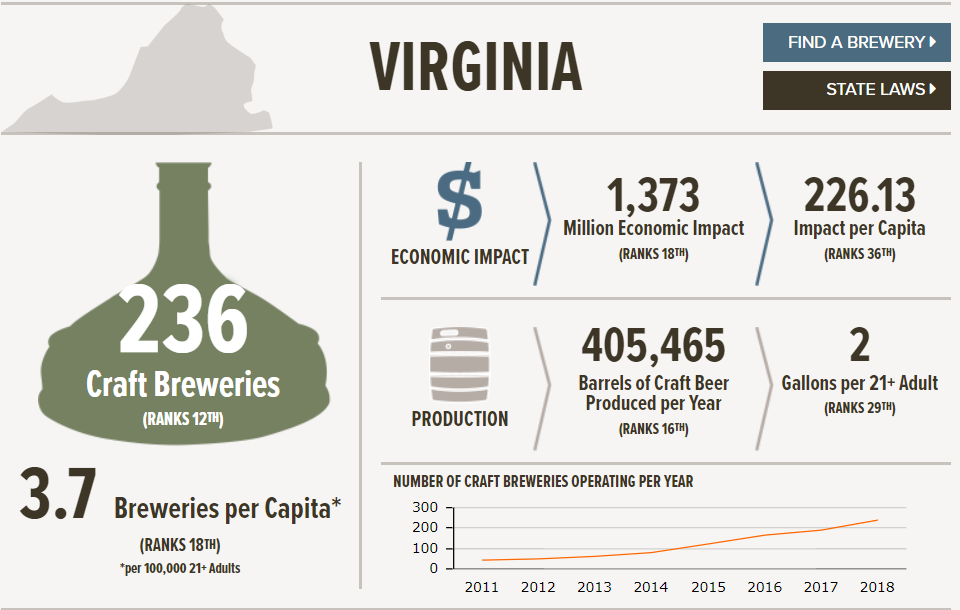 VIRGINIA
FIND A BREWERY
STATE LAWS
236
Craft Breweries
(RANKS 12TH)
3.7 Breweries per Capita*
(RANKS 18TH)
*per 100,000 21+ Adults
$
ECONOMIC IMPACT
1,373
Million Economic Impact
(RANKS 18TH)
226.13
Impact per Capita
(RANKS 36TH)
PRODUCTION
405,465
Barrels of Craft Beer
Produced per Year
(RANKS 16TH)
2
Gallons per 21+ Adult
(RANKS 29TH)
NUMBER OF CRAFT BREWERIES OPERATING PER YEAR
300
200
100
0
2011 2012 2013 2014 2015 2016 2017 2018